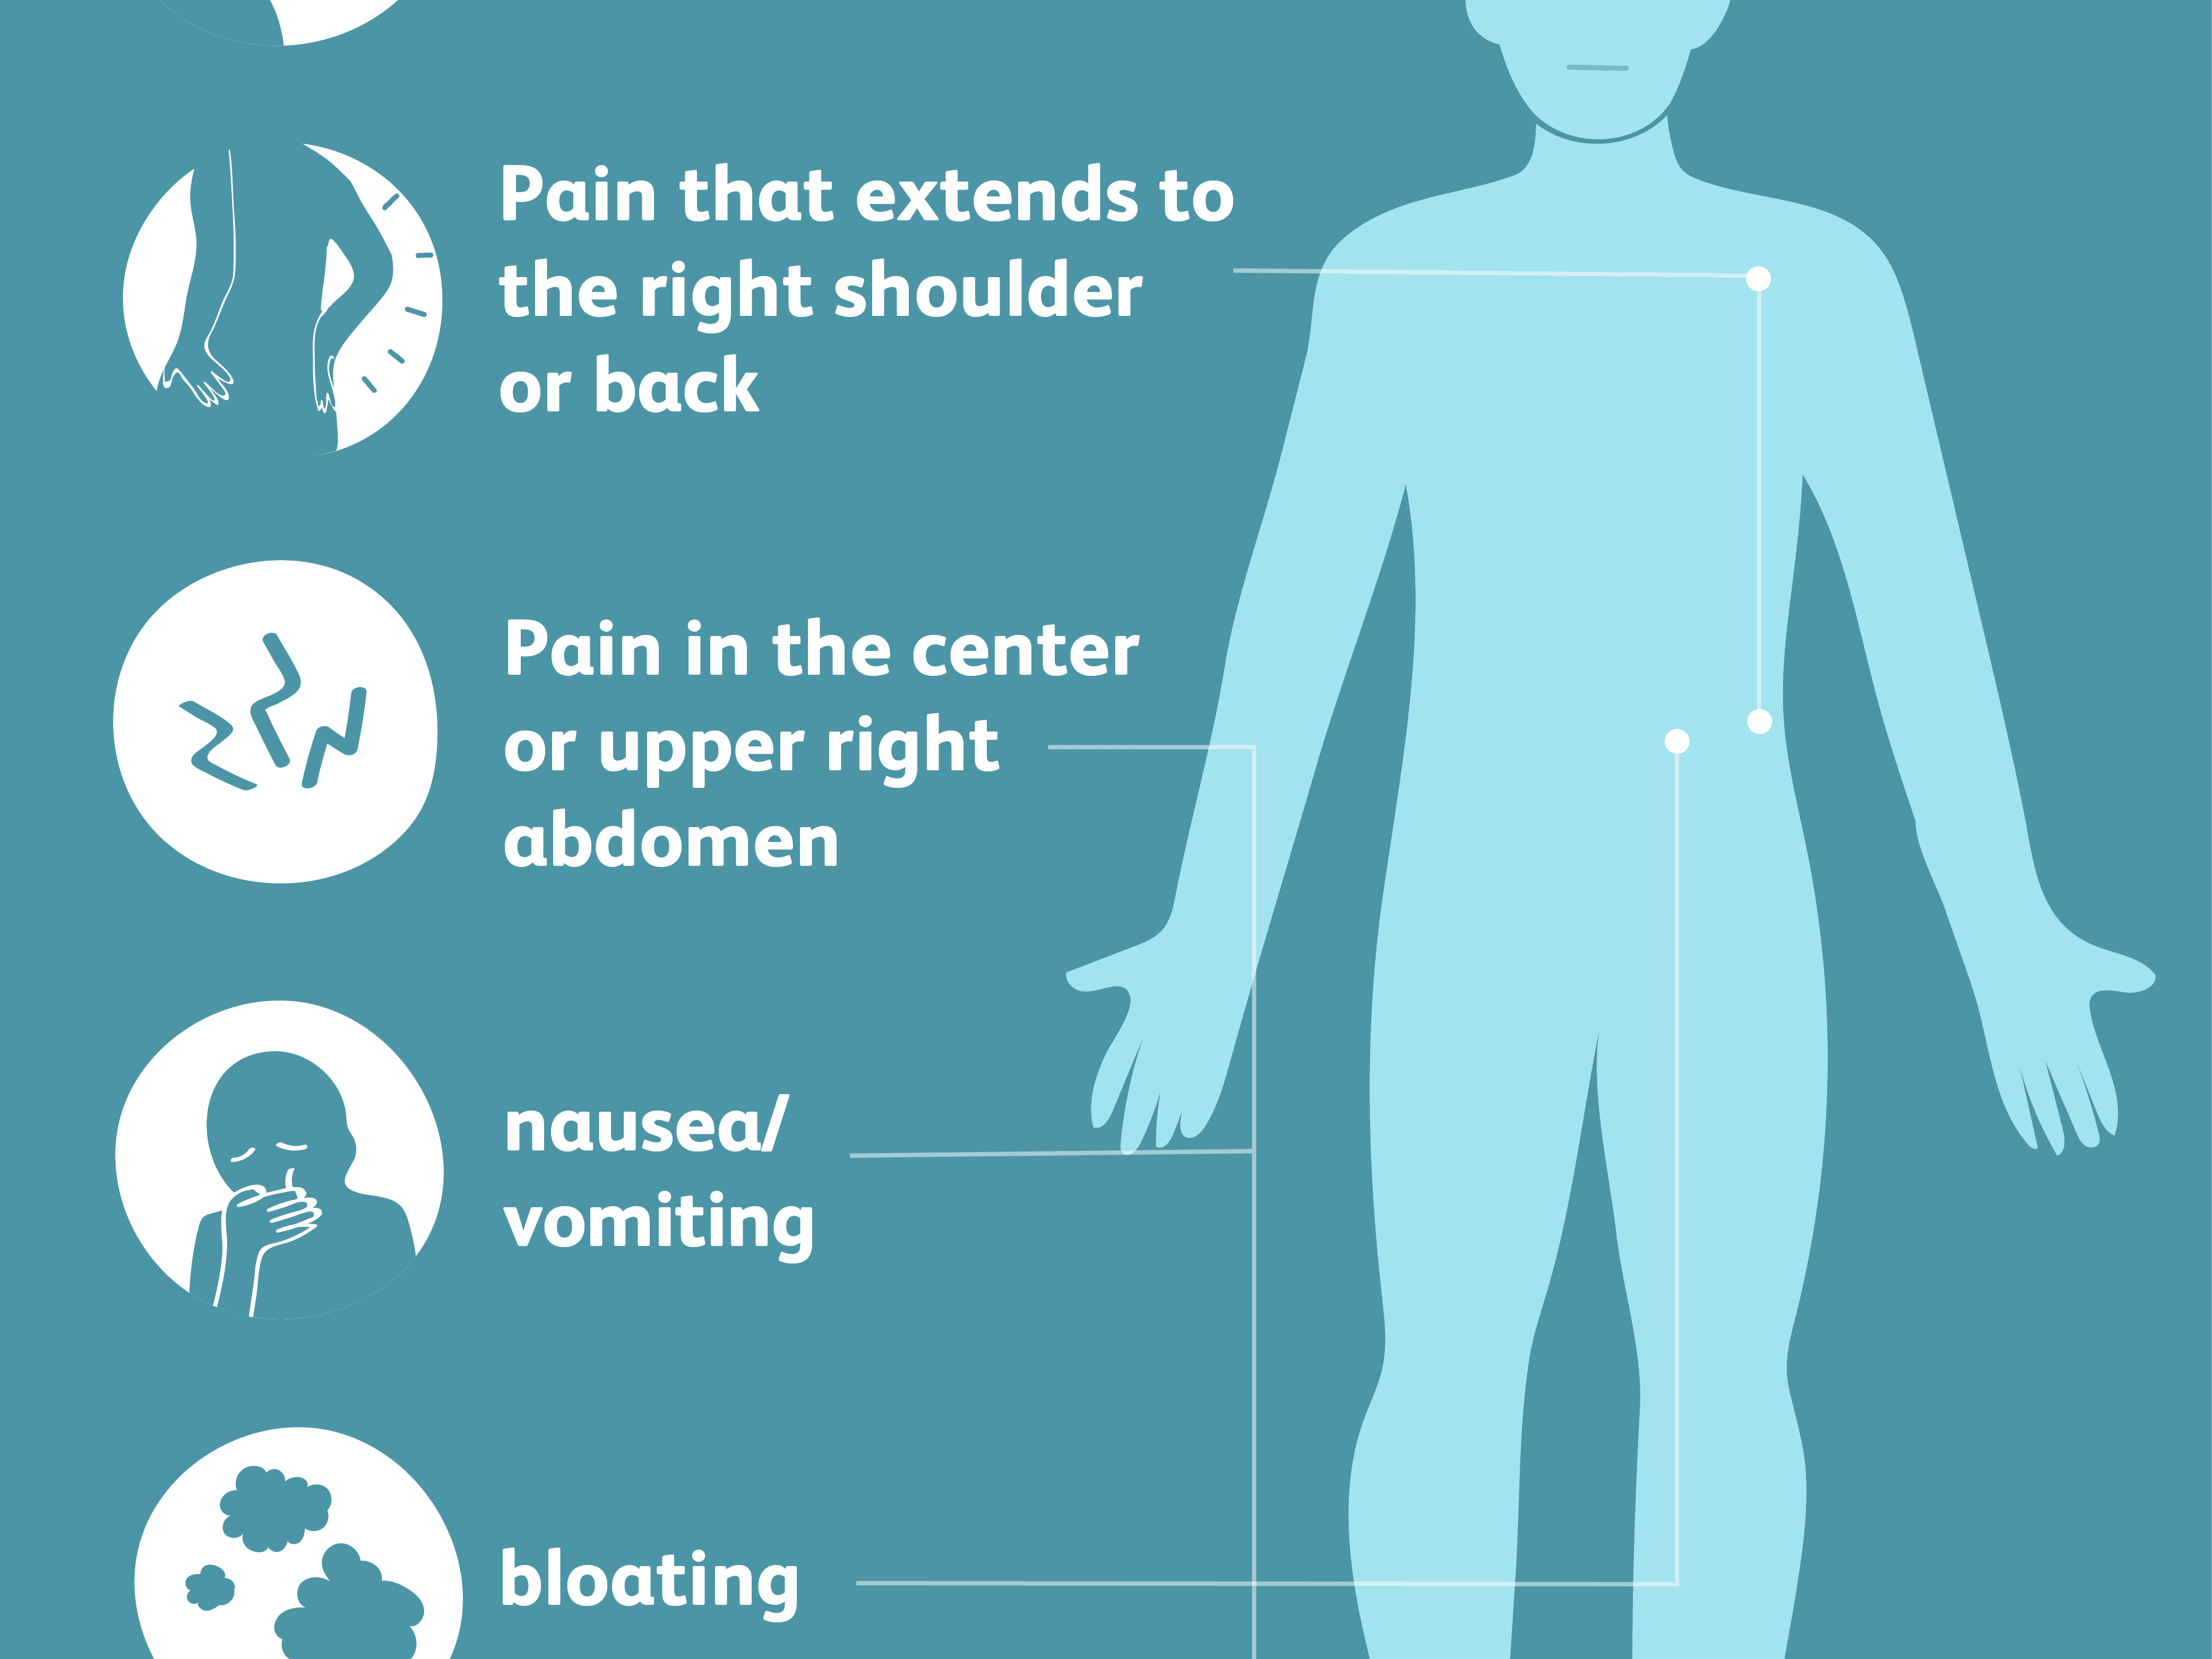 Pain that extends to
the right shoulder
or back
Pain in the center
or upper right
abdomen
nausea/
vomiting
bloating